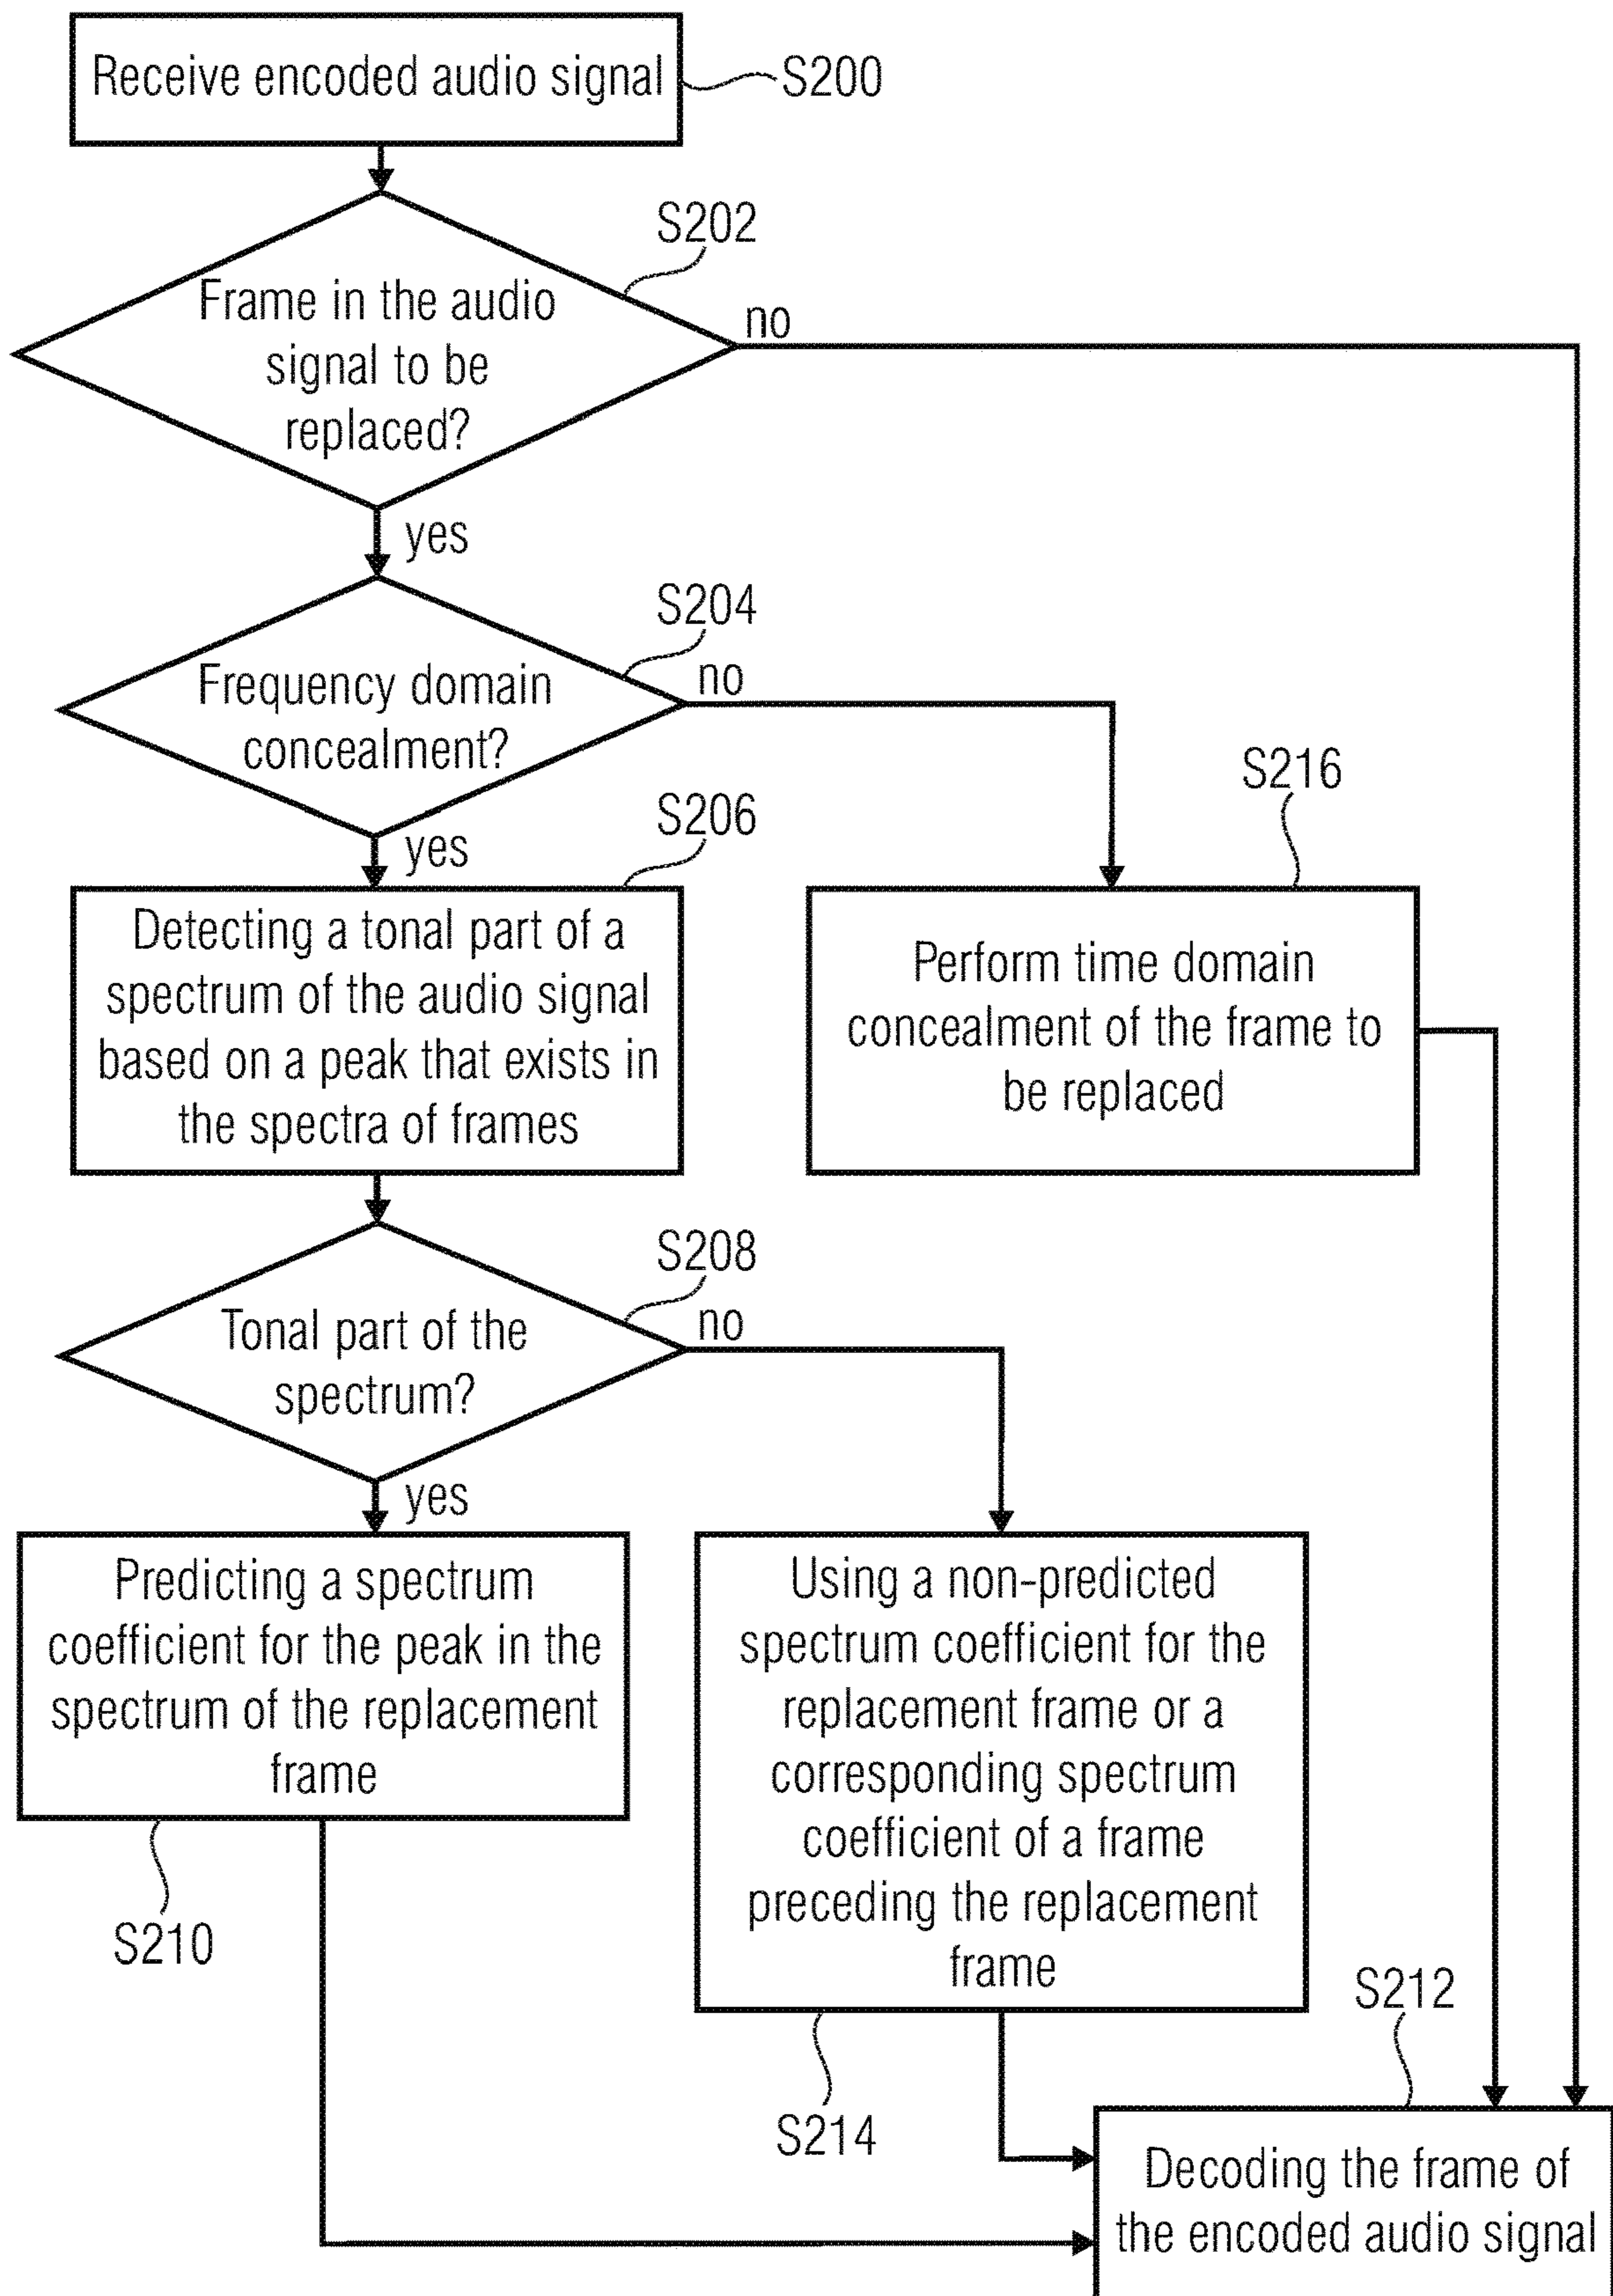 Receive encoded audio signal
S200
S202
Frame in the audio
signal to be
replaced?
no
yes
S204
Frequency domain
concealment?
no
yes
S206
Detecting a tonal part of a
spectrum of the audio signal
based on a peak that exists in
the spectra of frames
S216
Perform time domain
concealment of the frame to
be replaced
S208
Tonal part of the
spectrum?
no
yes
Predicting a spectrum
coefficient for the peak in the
spectrum of the replacement
frame
S210
Using a non-predicted
spectrum coefficient for the
replacement frame or a
corresponding spectrum
coefficient of a frame
preceding the replacement
frame
S214
S212
Decoding the frame of
the encoded audio signal